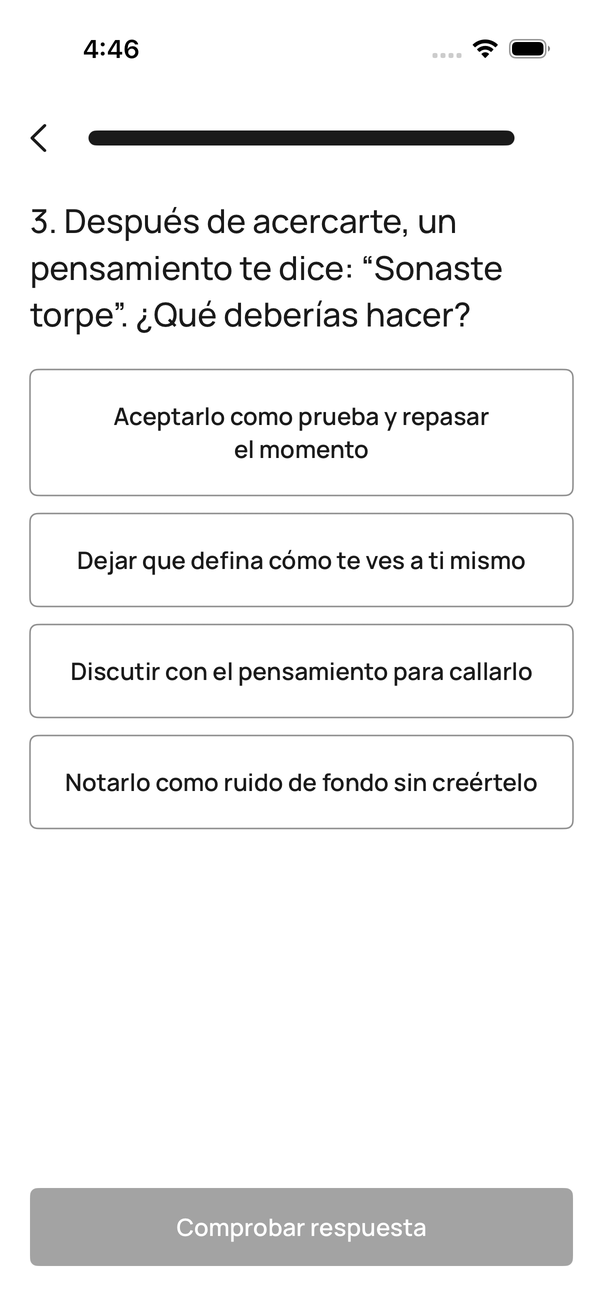 4:46
3. Después de acercarte, un
pensamiento te dice: “Sonaste
torpe”. ¿Qué deberías hacer?
Aceptarlo como prueba y repasar
el momento
Dejar que defina cómo te ves a ti mismo
Discutir con el pensamiento para callarlo
Notarlo como ruido de fondo sin creértelo
Comprobar respuesta